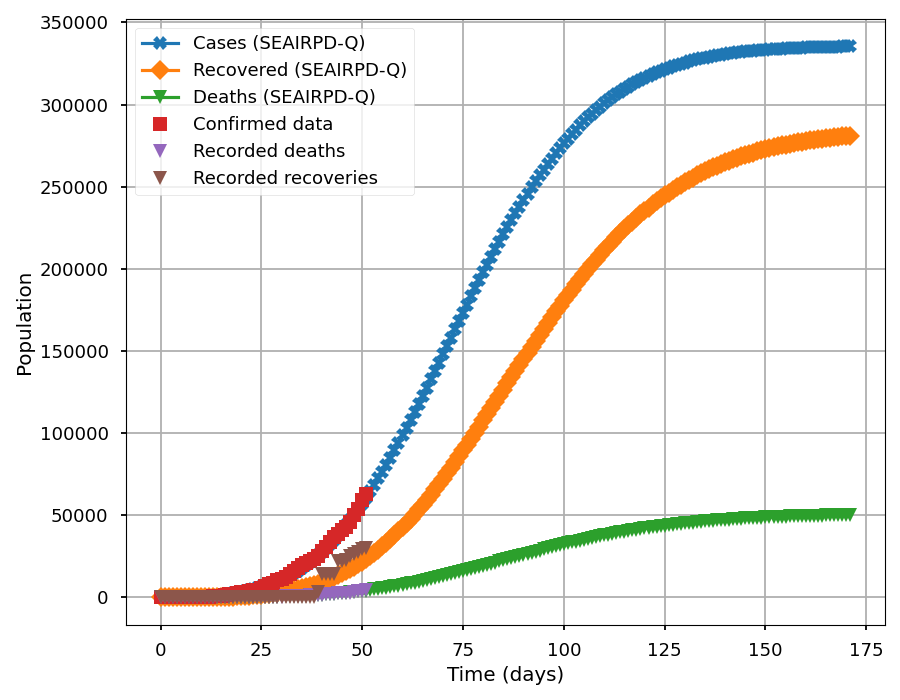 350000
300000
250000
200000
150000
100000
50000
0
Population
Cases (SEAIRPD-Q)
Recovered (SEAIRPD-Q)
Deaths (SEAIRPD-Q)
Confirmed data
Recorded deaths
Recorded recoveries
0 25 50 75 100 125 150 175
Time (days)